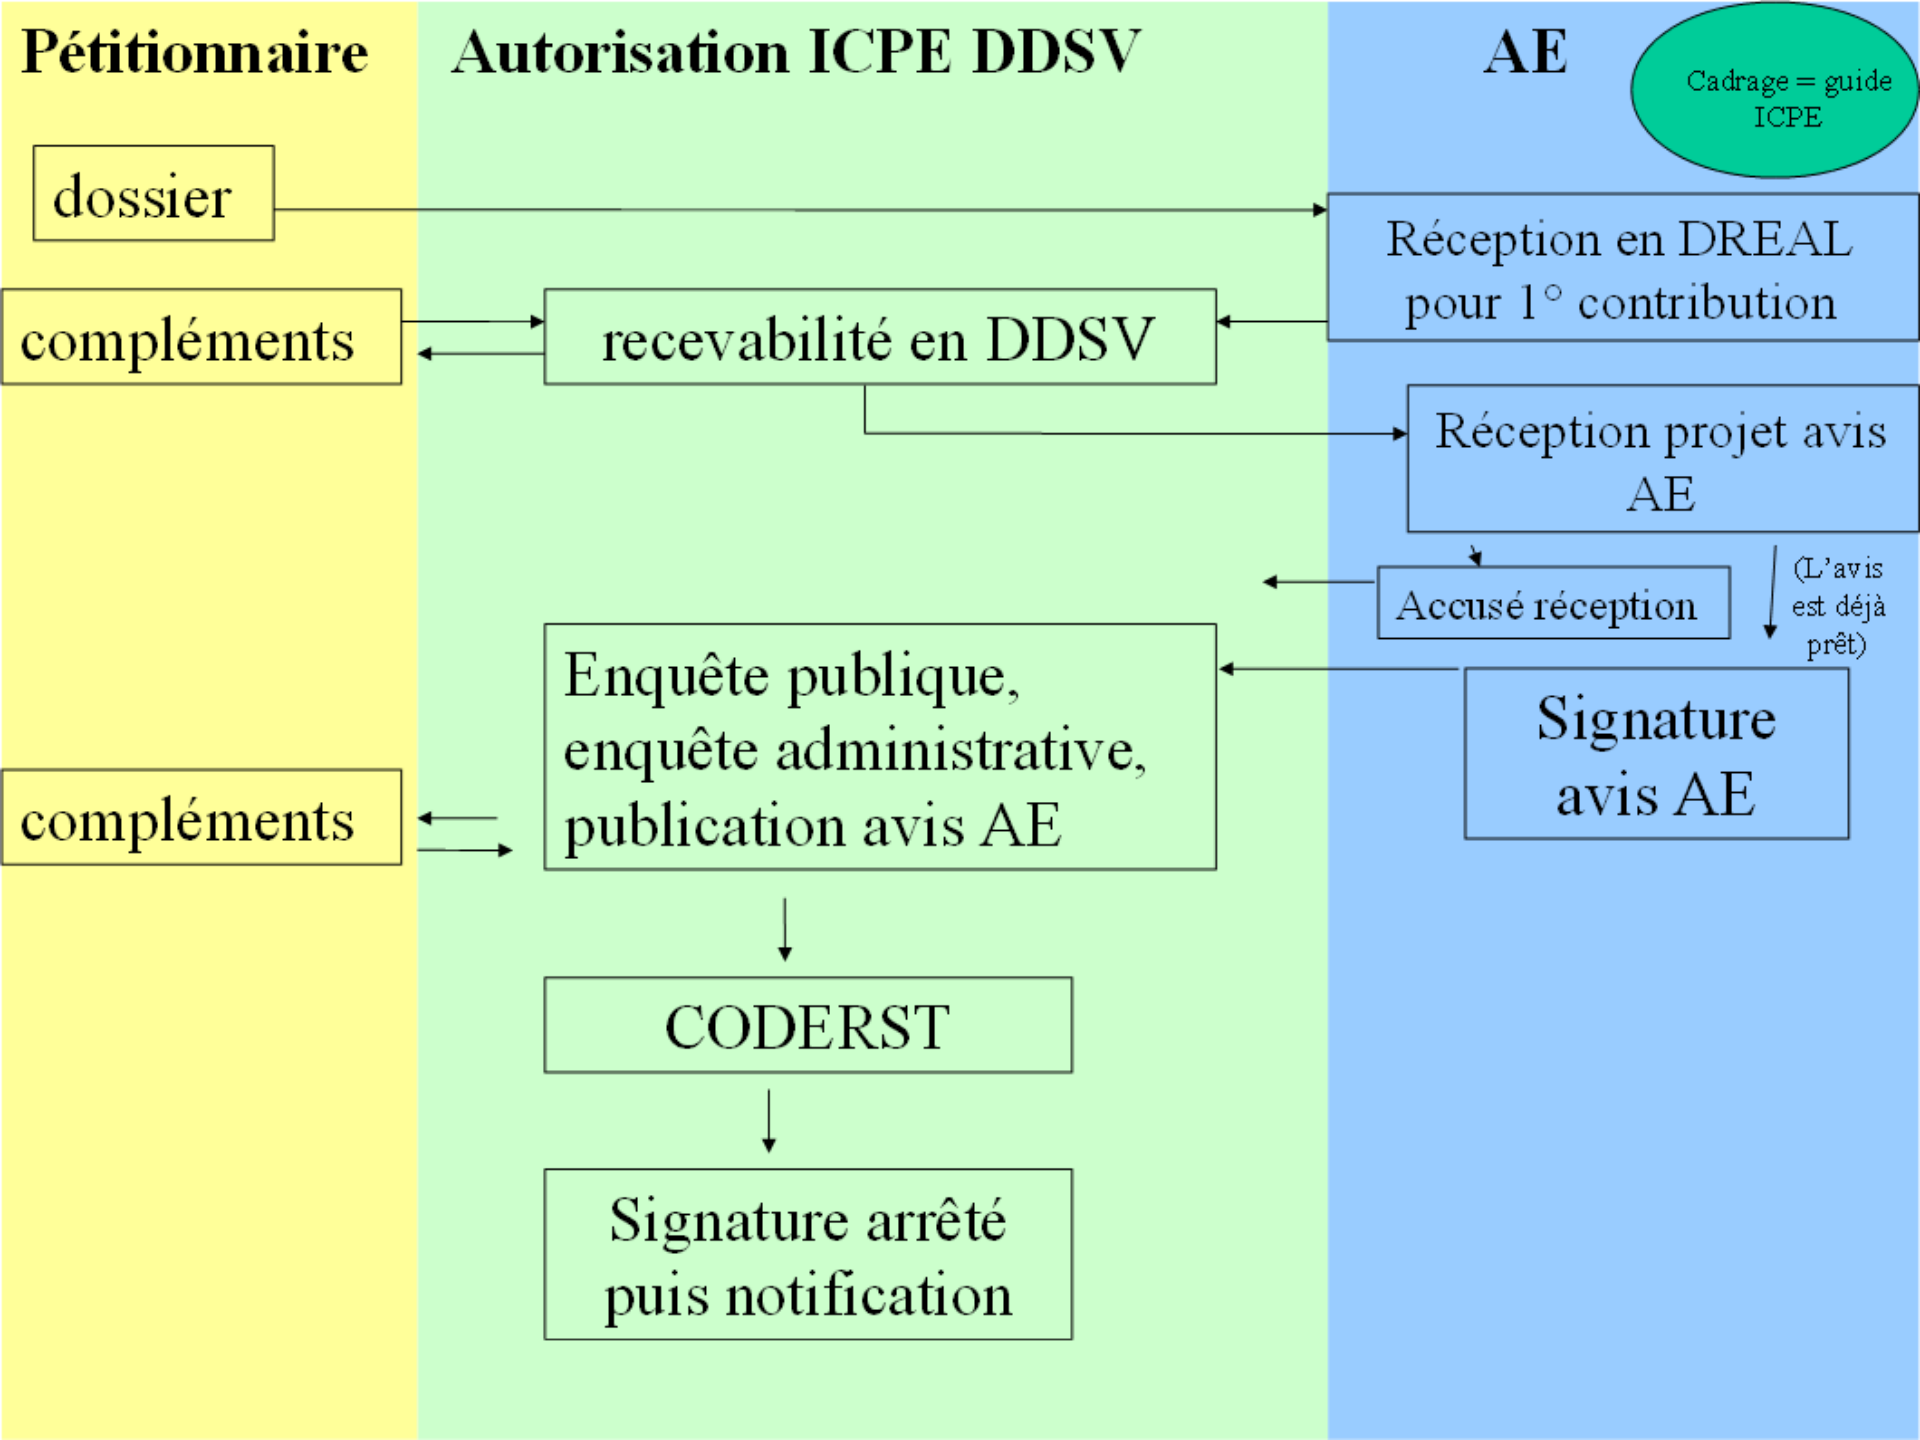 Pétitionnaire
Autorisation ICPE DDSV
AE
Cadrage = guide
ICPE
dossier
Réception en DREAL
pour 1° contribution
compléments
recevabilité en DDSV
Réception projet avis
AE
(L’avis
est déjà
prêt)
Accusé réception
Enquête publique,
enquête administrative,
publication avis AE
Signature
avis AE
compléments
CODERST
Signature arrêté
puis notification